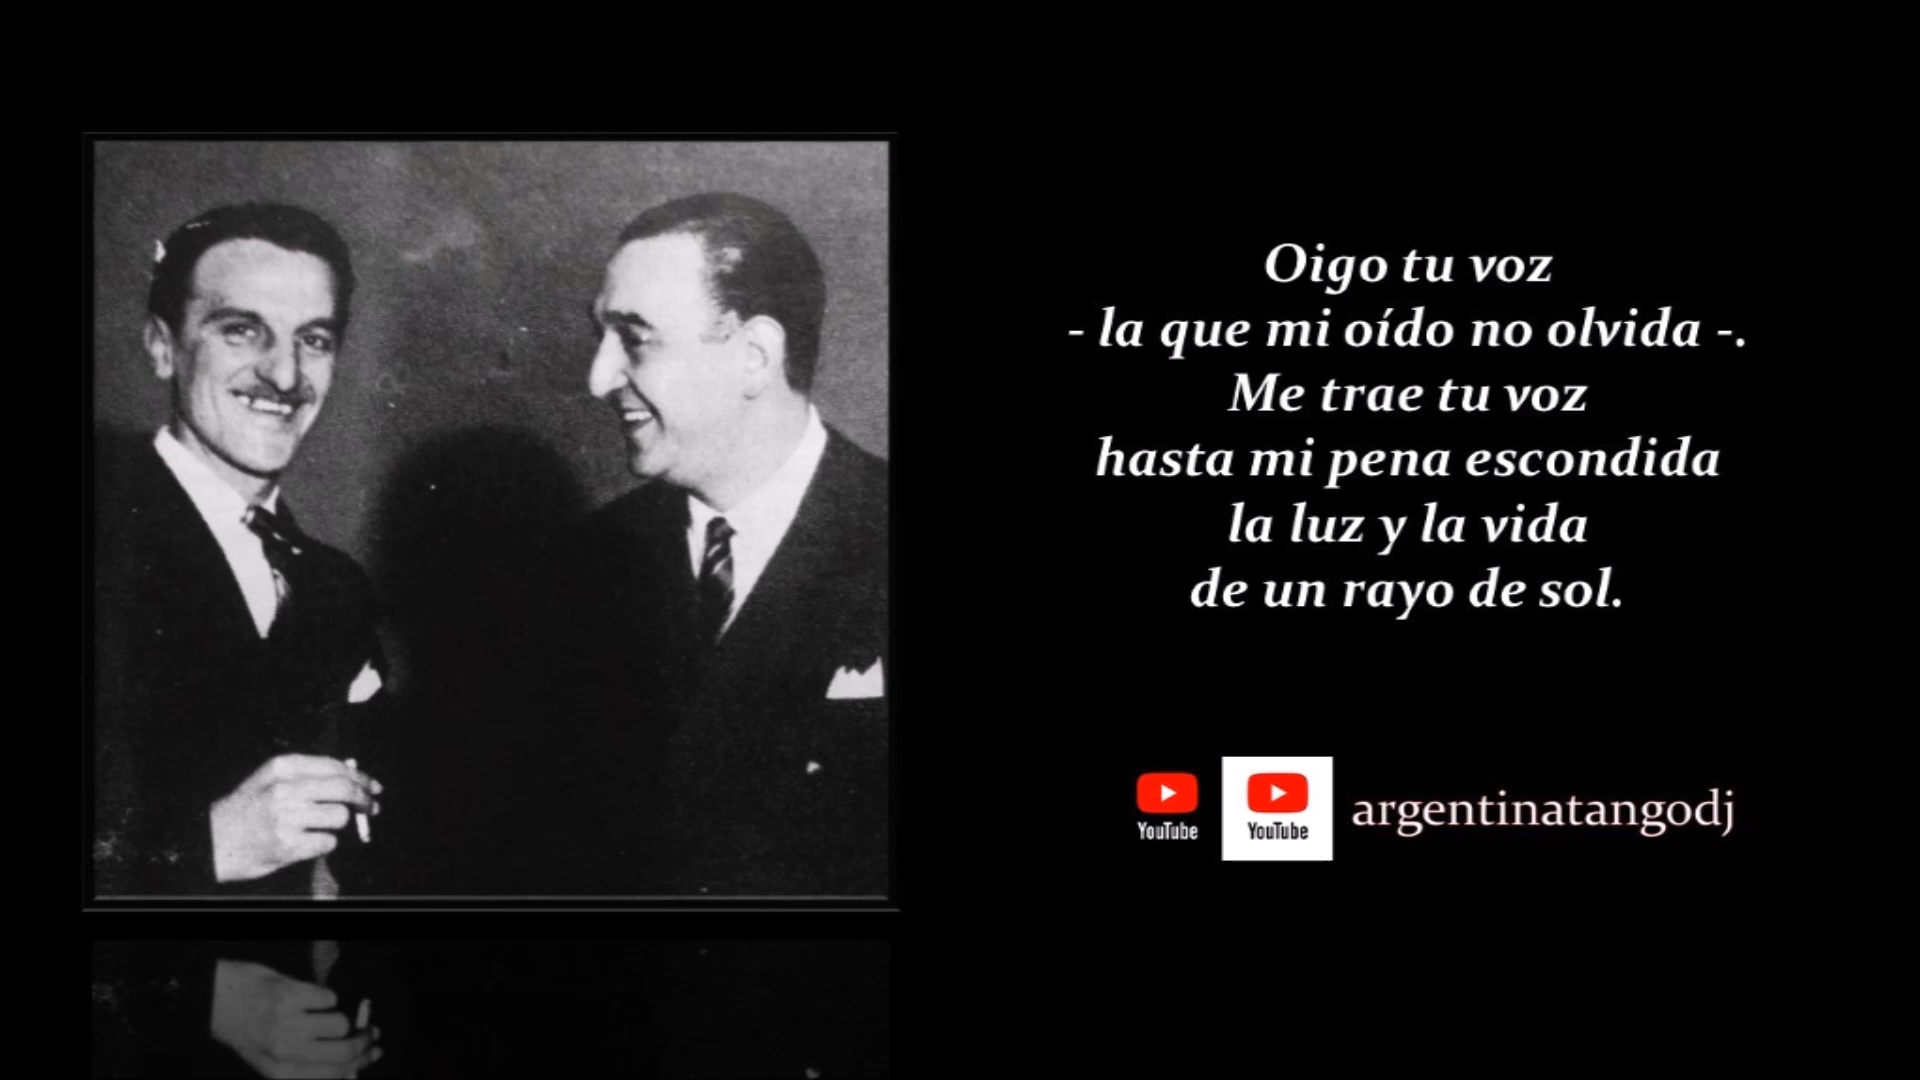 Oigo tu voz
- la que mi oído no olvida -.
Me trae tu voz
hasta mi pena escondida
la luz y la vida
de un rayo de sol.
YouTube YouTube argentinatangodj